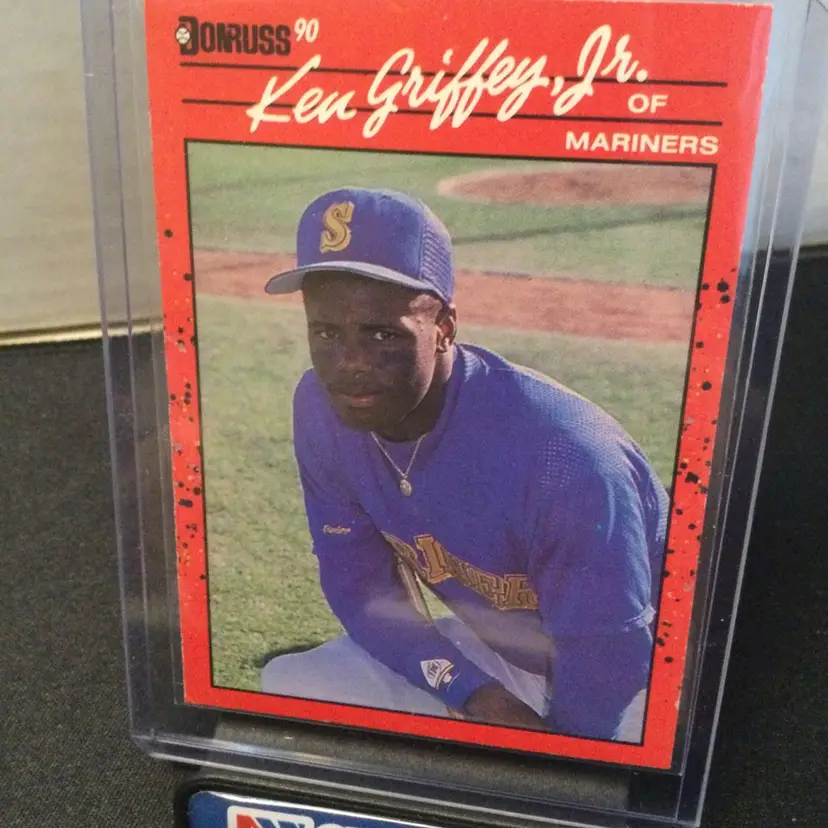 DONRUSS 90
Ken Griffey, Jr.
OF
MARINERS
S